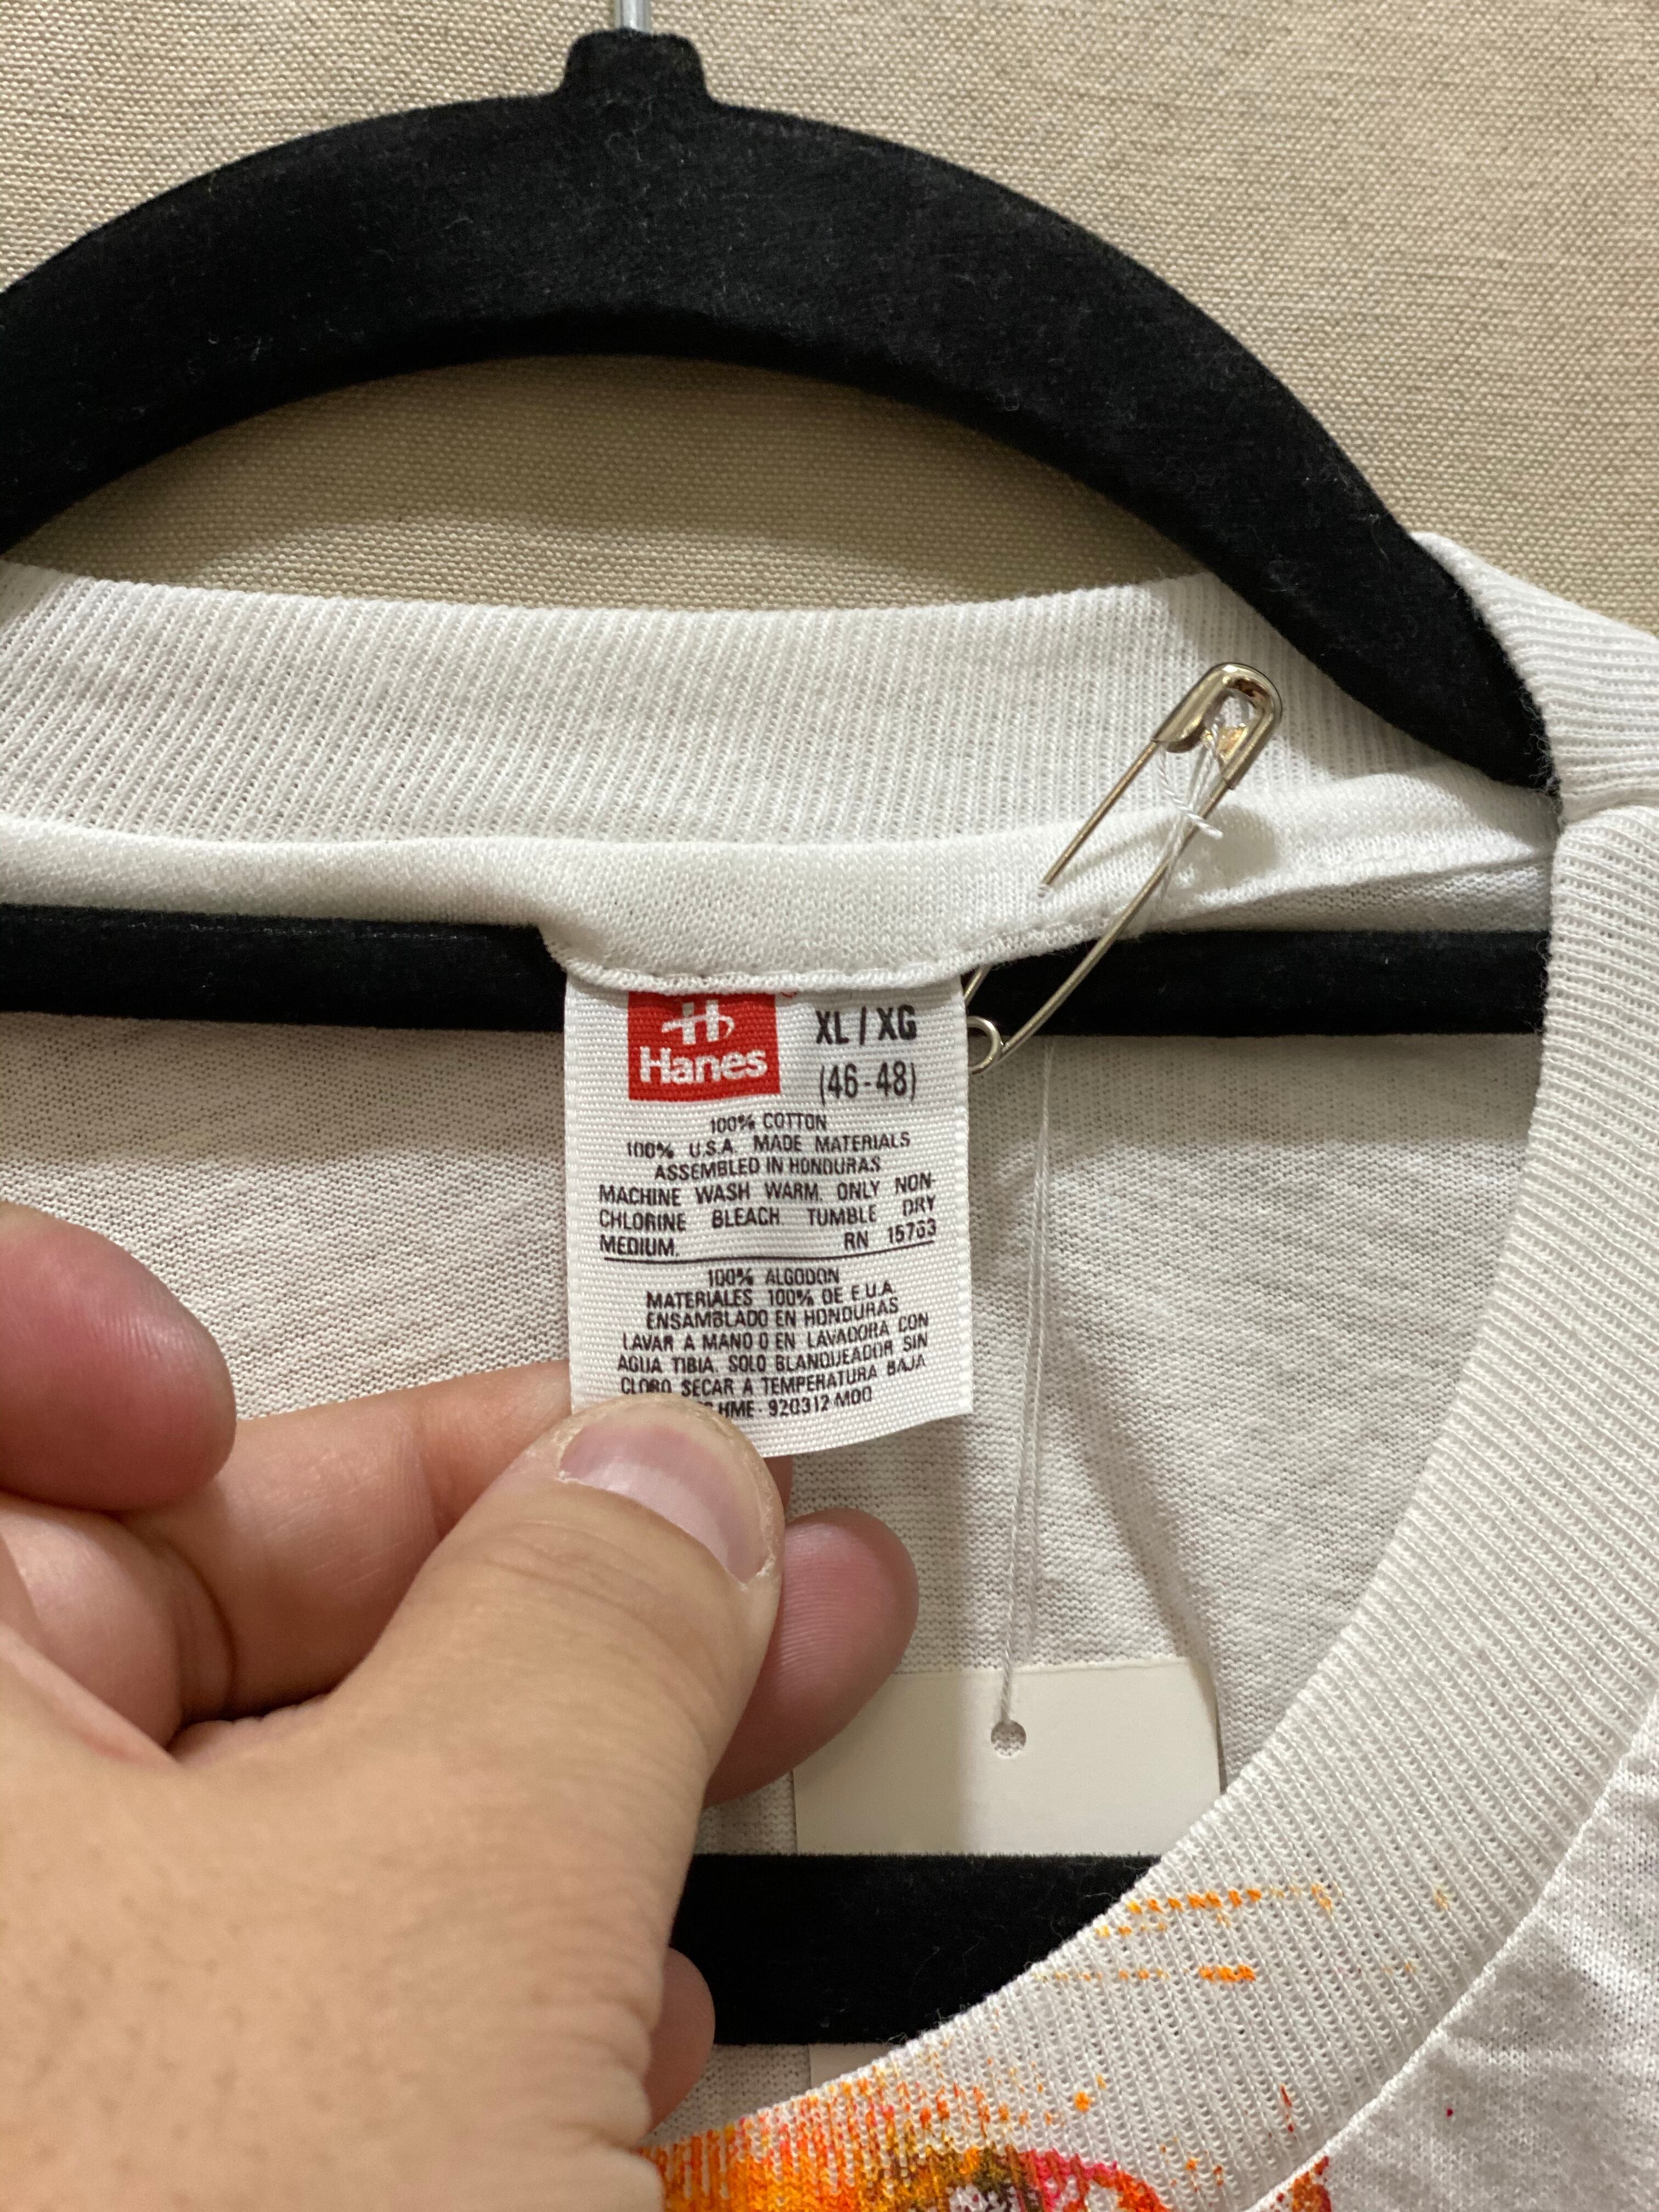 H
Hanes
XL / XG
(46-48)
100% COTTON
100% U.S.A. MADE MATERIALS
ASSEMBLED IN HONDURAS
MACHINE WASH WARM. ONLY NON-
CHLORINE BLEACH TUMBLE DRY
MEDIUM. RN 15763
100% ALGODON
MATERIALES 100% DE E.U.A.
ENSAMBLADO EN HONDURAS
LAVAR A MANO O EN LAVADORA CON
AGUA TIBIA. SOLO BLANQUEADOR SIN
CLORO SECAR A TEMPERATURA BAJA
HME - 920312 MOO